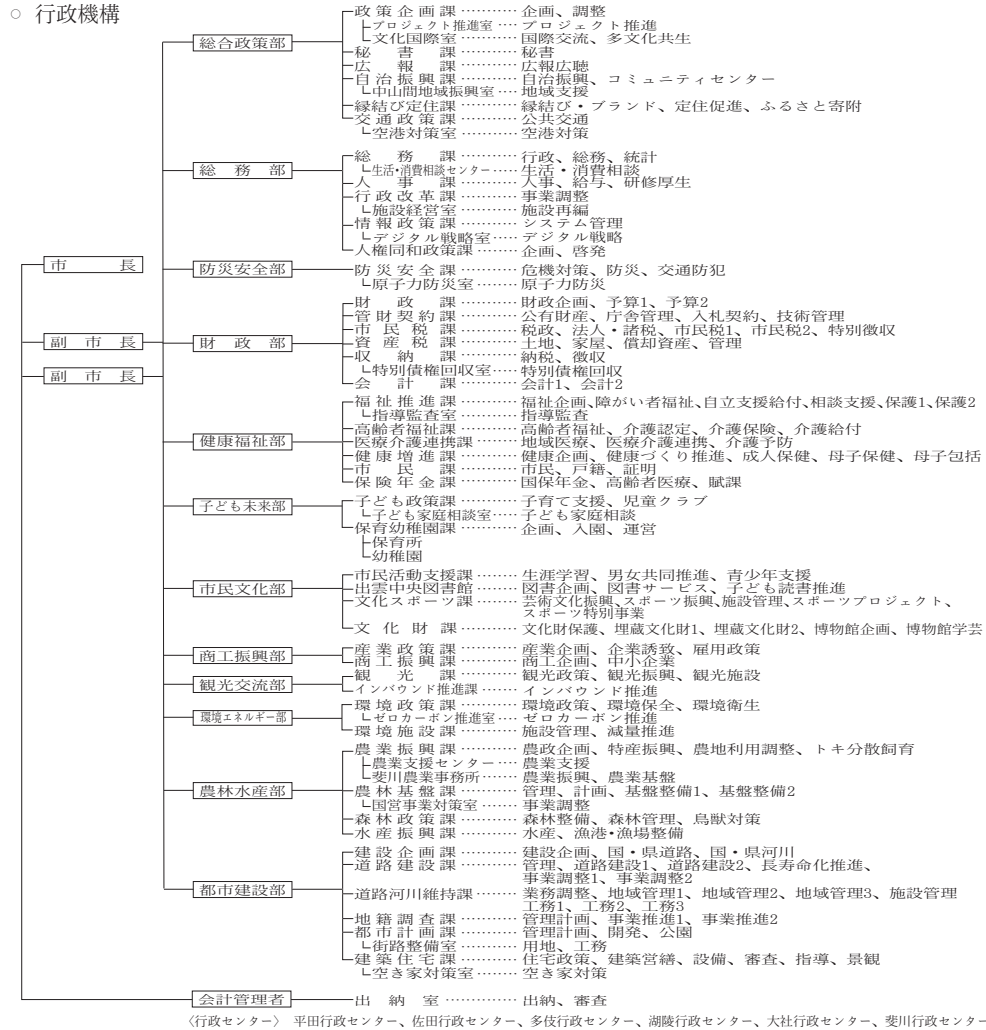 ○ 行政機構
政策企画課 ………… 企画、調整
プロジェクト推進室 …… プロジェクト推進
文化国際室 ………… 国際交流、多文化共生
総合政策部
秘書課 ………… 秘書
広報課 ………… 広報広聴
自治振興課 ………… 自治振興、コミュニティセンター
中山間地域振興室 …… 地域支援
縁結び定住課 ………… 縁結び・ブランド、定住促進、ふるさと寄附
交通政策課 ………… 公共交通
空港対策室 ………… 空港対策
総務課 ………… 行政、総務、統計
総務部
生活・消費相談センター …… 生活・消費相談
人事課 ………… 人事、給与、研修厚生
行政改革課 ………… 事業調整
施設経営室 ………… 施設再編
情報政策課 ………… システム管理
デジタル戦略室 …… デジタル戦略
人権同和政策課 ………… 企画、啓発
市長
防災安全部
防災安全課 ………… 危機対策、防災、交通防犯
原子力防災室 ……… 原子力防災
財政課 ………… 財政企画、予算1、予算2
管財契約課 ………… 公有財産、庁舎管理、入札契約、技術管理
市民税課 ………… 税政、法人・諸税、市民税1、市民税2、特別徴収
副市長
財政部
資産税課 ………… 土地、家屋、償却資産、管理
収納課 ………… 納税、徴収
特別債権回収室 …… 特別債権回収
副市長
会計課 ………… 会計1、会計2
福祉推進課 ………… 福祉企画、障がい者福祉、自立支援給付、相談支援、保護1、保護2
指導監査室 ………… 指導監査
高齢者福祉課 ………… 高齢者福祉、介護認定、介護保険、介護給付
健康福祉部
医療介護連携課 ………… 地域医療、医療介護連携、介護予防
健康増進課 ………… 健康企画、健康づくり推進、成人保健、母子保健、母子包括
市民課 ………… 市民、戸籍、証明
保険年金課 ………… 国保年金、高齢者医療、賦課
子ども未来部
子ども政策課 ………… 子育て支援、児童クラブ
子ども家庭相談室 …… 子ども家庭相談
保育幼稚園課 ………… 企画、入園、運営
保育所
幼稚園
市民文化部
市民活動支援課 ……… 生涯学習、男女共同推進、青少年支援
出雲中央図書館 ……… 図書企画、図書サービス、子ども読書推進
文化スポーツ課 ……… 芸術文化振興、スポーツ振興、施設管理、スポーツプロジェクト、
スポーツ特別事業
文化財課 ………… 文化財保護、埋蔵文化財1、埋蔵文化財2、博物館企画、博物館学芸
商工振興部
産業政策課 ………… 産業企画、企業誘致、雇用政策
商工振興課 ………… 商工企画、中小企業
観光交流部
観光課 ………… 観光政策、観光振興、観光施設
インバウンド推進課 …… インバウンド推進
環境エネルギー部
環境政策課 ………… 環境政策、環境保全、環境衛生
ゼロカーボン推進室 …… ゼロカーボン推進
環境施設課 ………… 施設管理、減量推進
農業振興課 ………… 農政企画、特産振興、農地利用調整、トキ分散飼育
農業支援センター …… 農業支援
斐川農業事務所 …… 農業振興、農業基盤
農林水産部
農林基盤課 ………… 管理、計画、基盤整備1、基盤整備2
国営事業対策室 …… 事業調整
森林政策課 ………… 森林整備、森林管理、鳥獣対策
水産振興課 ………… 水産、漁港・漁場整備
建設企画課 ………… 建設企画、国・県道路、国・県河川
道路建設課 ………… 管理、道路建設1、道路建設2、長寿命化推進、
事業調整1、事業調整2
都市建設部
道路河川維持課 ……… 業務調整、地域管理1、地域管理2、地域管理3、施設管理
工務1、工務2、工務3
地籍調査課 ………… 管理計画、事業推進1、事業推進2
都市計画課 ………… 管理計画、開発、公園
街路整備室 ………… 用地、工務
建築住宅課 ………… 住宅政策、建築営繕、設備、審査、指導、景観
空き家対策室 ……… 空き家対策
会計管理者
出納室 ………… 出納、審査
〈行政センター〉 平田行政センター、佐田行政センター、多伎行政センター、湖陵行政センター、大社行政センター、斐川行政センター